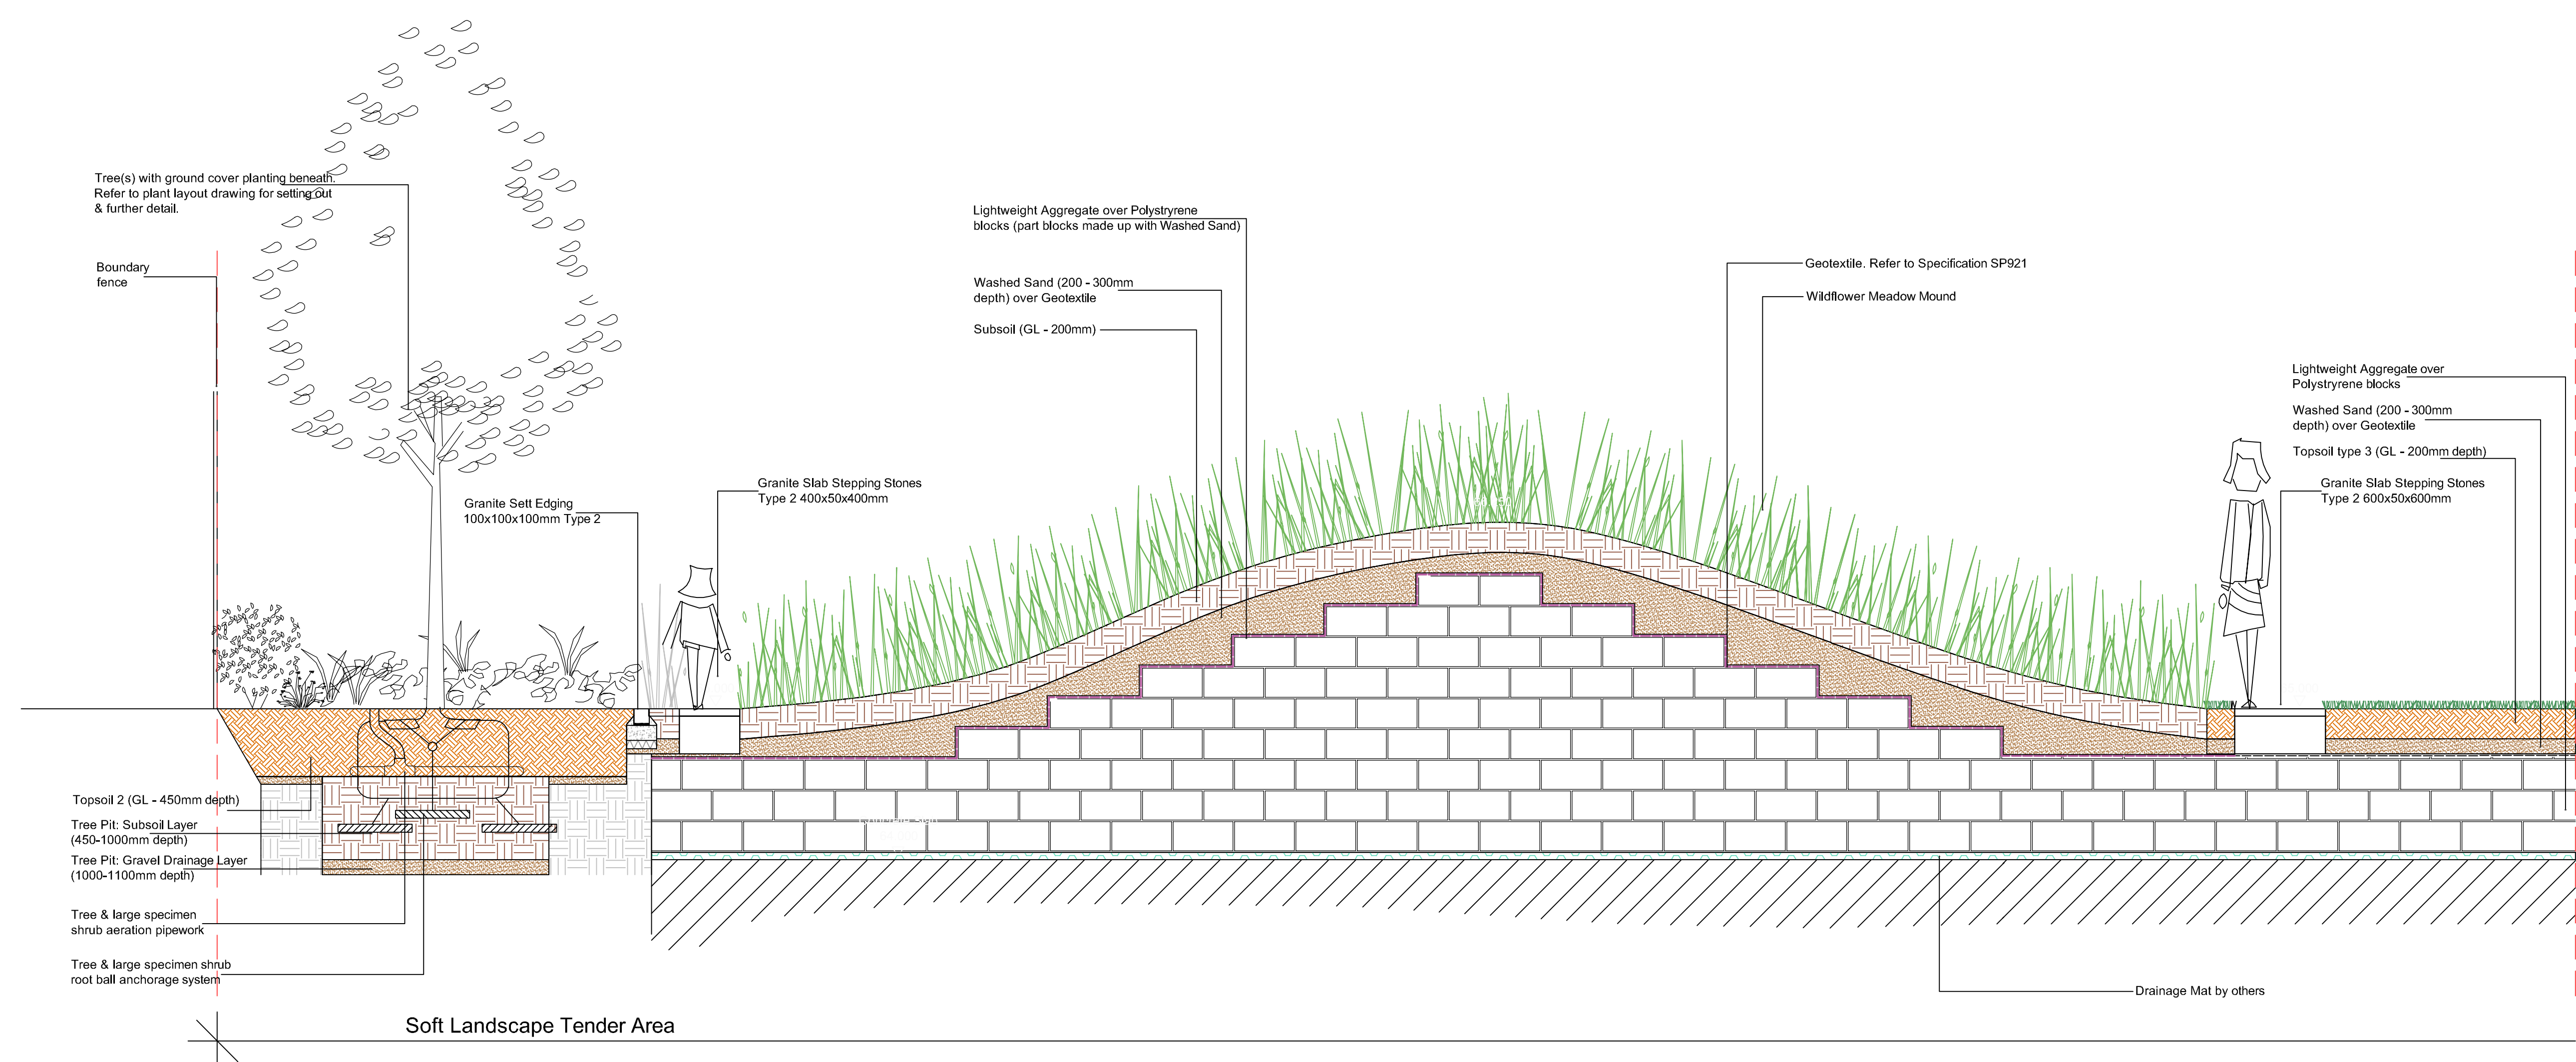 Tree(s) with ground cover planting beneath.
Refer to plant layout drawing for setting out
& further detail.
Boundary
fence
Granite Sett Edging
100x100x100mm Type 2
Granite Slab Stepping Stones
Type 2 400x50x400mm
Lightweight Aggregate over Polystryrene
blocks (part blocks made up with Washed Sand)
Washed Sand (200 - 300mm
depth) over Geotextile
Subsoil (GL - 200mm)
Geotextile. Refer to Specification SP921
Wildflower Meadow Mound
Lightweight Aggregate over
Polystryrene blocks
Washed Sand (200 - 300mm
depth) over Geotextile
Topsoil type 3 (GL - 200mm depth)
Granite Slab Stepping Stones
Type 2 600x50x600mm
Topsoil 2 (GL - 450mm depth)
Tree Pit: Subsoil Layer
(450-1000mm depth)
Tree Pit: Gravel Drainage Layer
(1000-1100mm depth)
Tree & large specimen
shrub aeration pipework
Tree & large specimen shrub
root ball anchorage system
Drainage Mat by others
Soft Landscape Tender Area